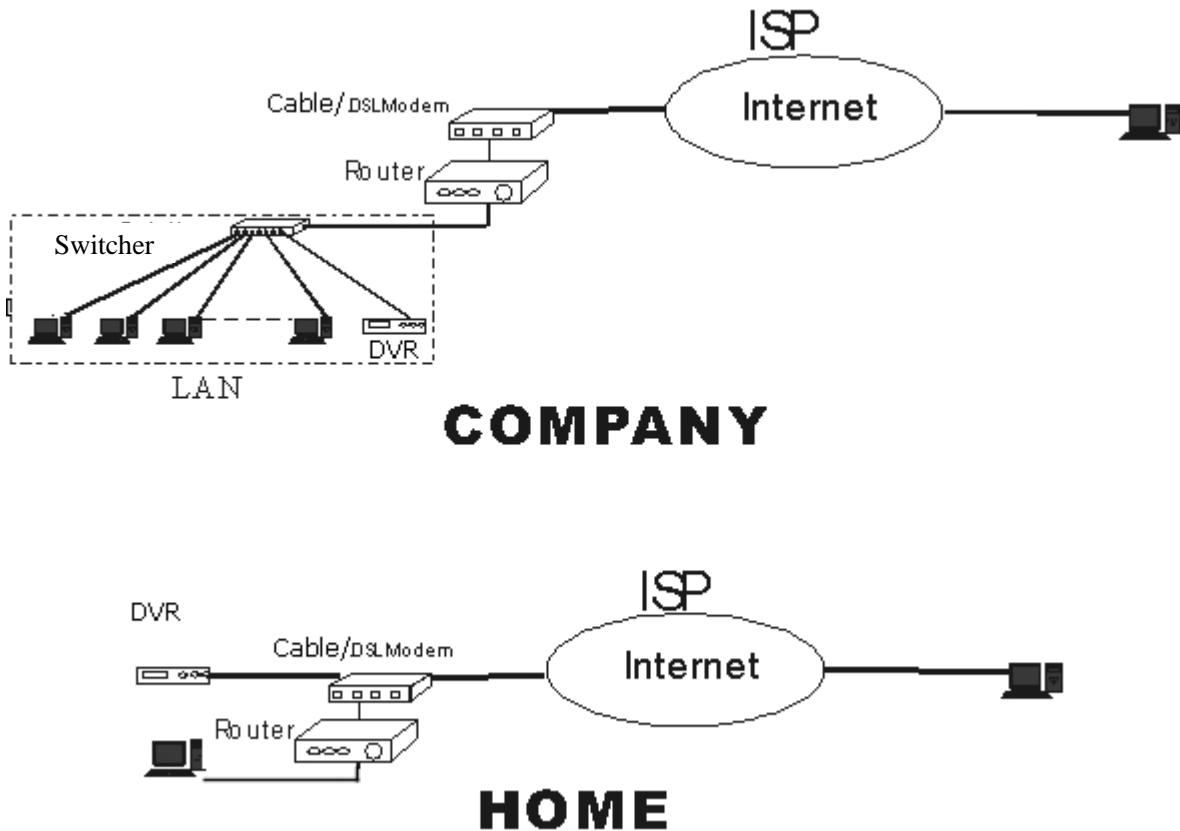 ISP
Internet
Cable/DSLModem
Router
Switcher
DVR
LAN
COMPANY
ISP
DVR
Internet
Cable/DSLModem
Router
HOME